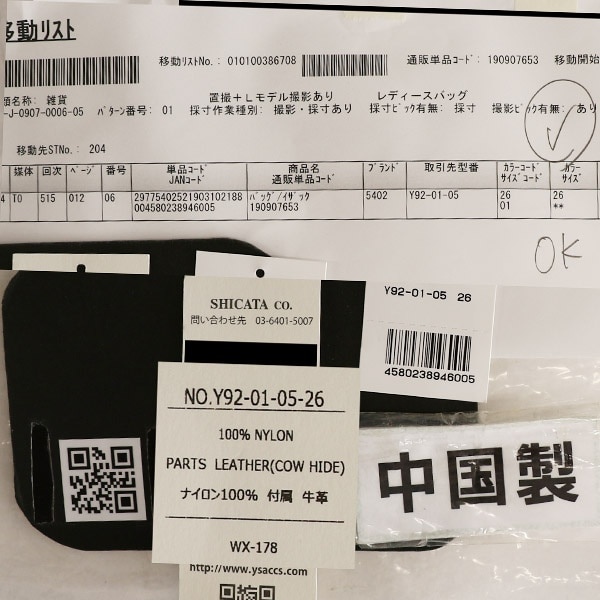 移動リスト
移動リストNo.: 010100386708
通販単品コード: 190907653
移動開始
類名称: 雑貨
置撮+Lモデル撮影あり
レディースバッグ
-J-0907-0006-05
パターン番号: 01
採寸作業種別: 撮影・採寸あり
採寸ピック有無: 採寸
撮影ピック有無: あり
移動先STNo.: 204
媒体 回次 ページ 番号 単品コード JANコード 商品名 通販単品コード ブランド 取引先型番 カラーコード サイズコード カラー サイズ
4 T0 515 012 06 29775402521903102188 バッグ/イザック 5402 Y92-01-05 26 26
0004580238946005 190907653 01 **
OK
SHICATA CO.
問い合わせ先 03-6401-5007
Y92-01-05 26
4580238946005
NO.Y92-01-05-26
100% NYLON
PARTS LEATHER(COW HIDE)
ナイロン100% 付属 牛革
WX-178
中国製
http://www.ysaccs.com